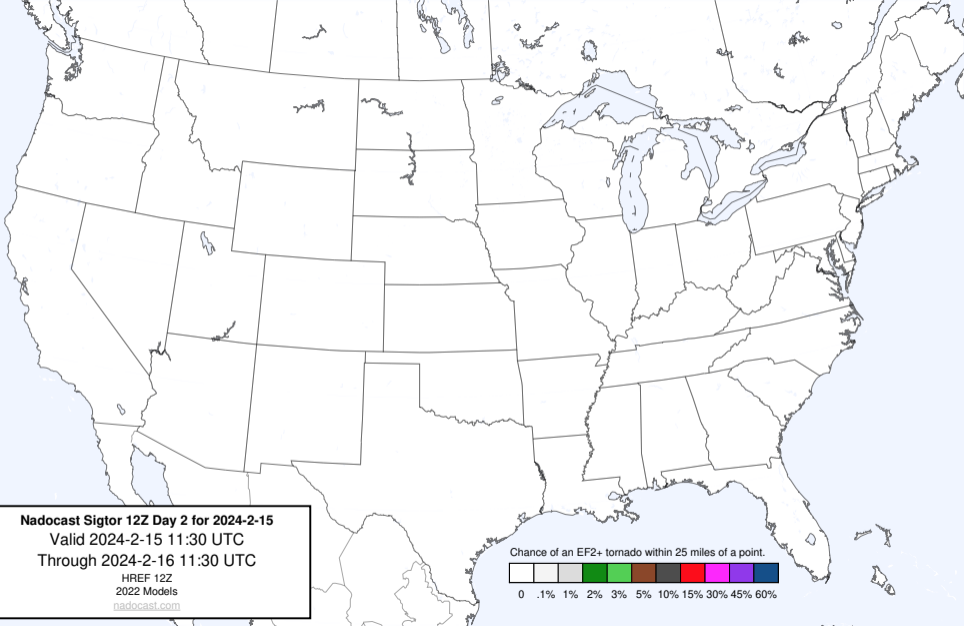 Nadocast Sigtor 12Z Day 2 for 2024-2-15
Valid 2024-2-15 11:30 UTC
Through 2024-2-16 11:30 UTC
HREF 12Z
2022 Models
nadocast.com
Chance of an EF2+ tornado within 25 miles of a point.
0 .1% 1% 2% 3% 5% 10% 15% 30% 45% 60%